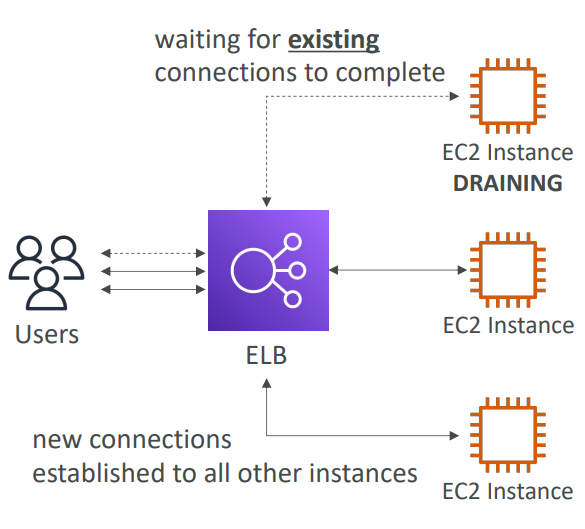 waiting for existing
connections to complete
EC2 Instance
DRAINING
Users
ELB
EC2 Instance
new connections
established to all other instances
EC2 Instance